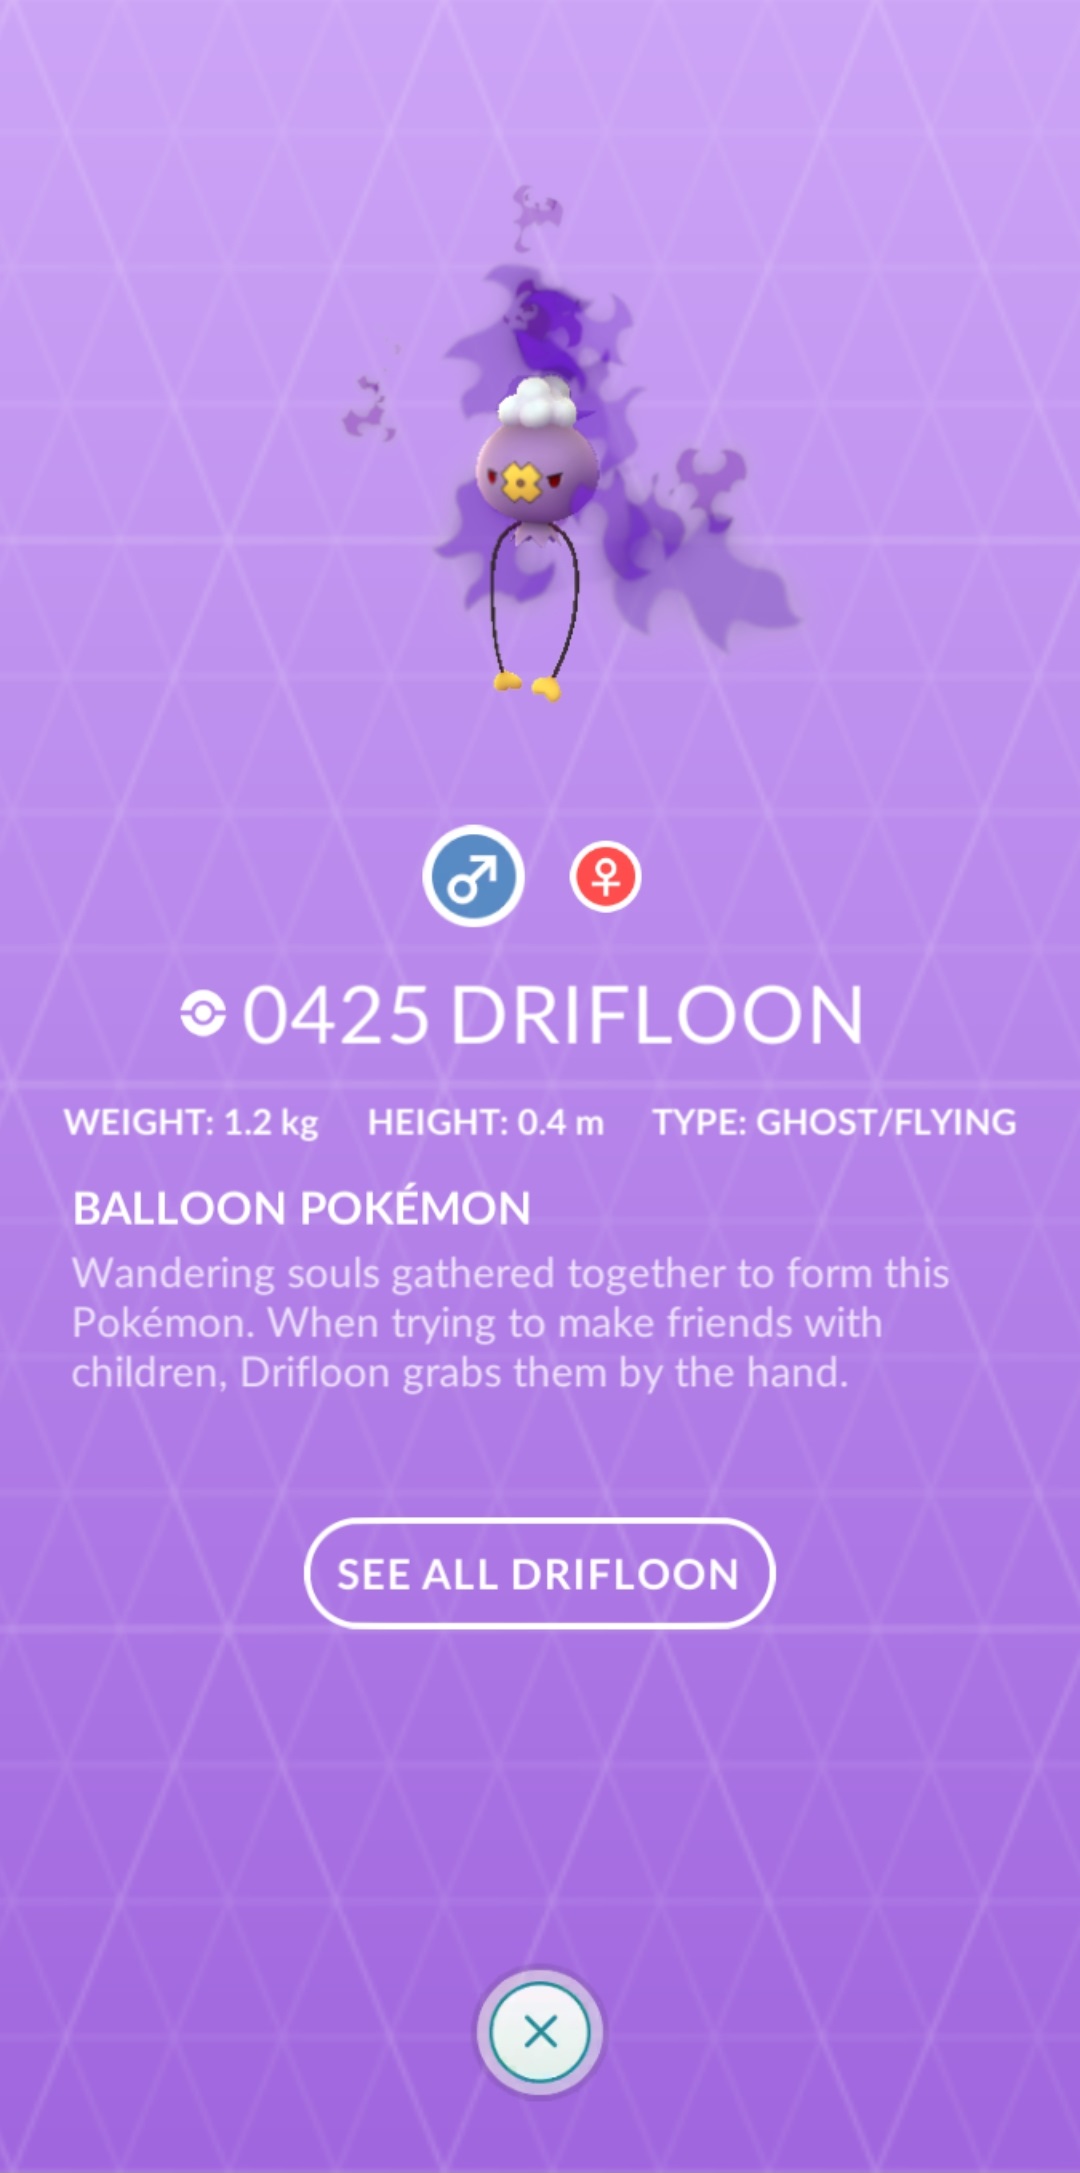 0425 DRIFLOON
WEIGHT: 1.2 kg HEIGHT: 0.4 m TYPE: GHOST/FLYING
BALLOON POKÉMON
Wandering souls gathered together to form this
Pokémon. When trying to make friends with
children, Drifloon grabs them by the hand.
SEE ALL DRIFLOON